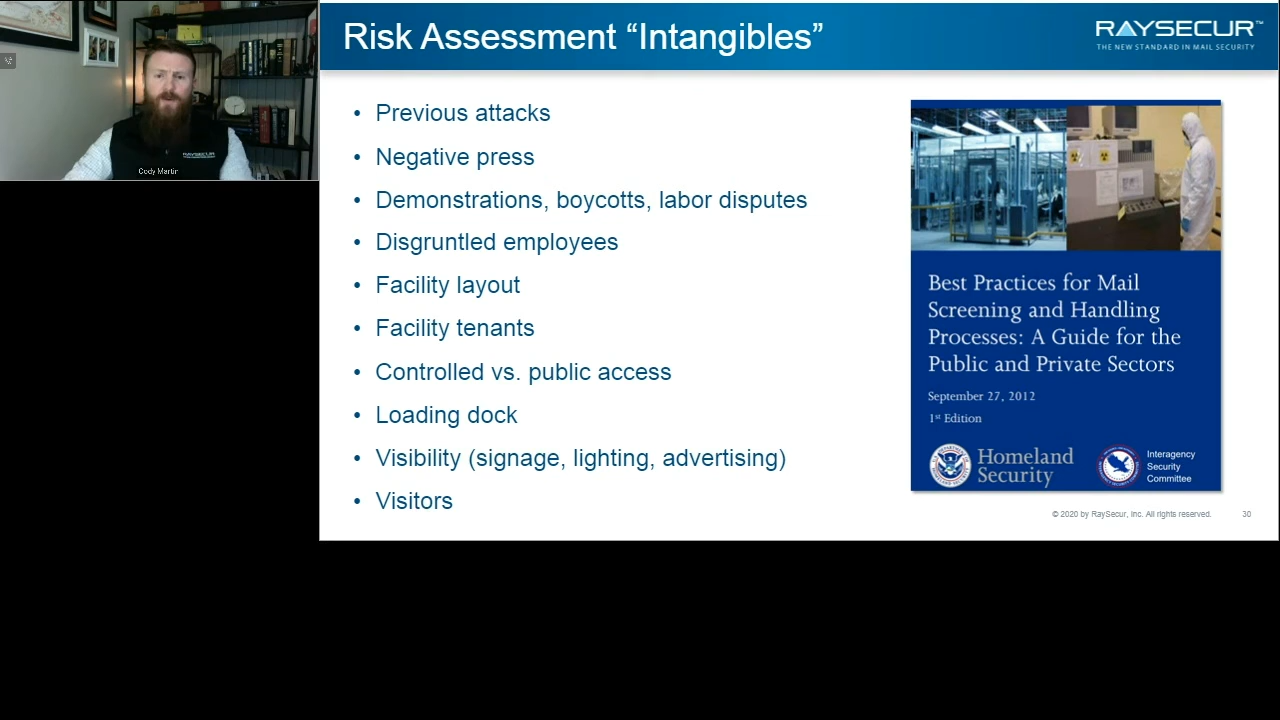 Cody Martin
RAYSECUR
Risk Assessment “Intangibles”
RAYSECUR™
THE NEW STANDARD IN MAIL SECURITY
• Previous attacks
• Negative press
• Demonstrations, boycotts, labor disputes
• Disgruntled employees
• Facility layout
• Facility tenants
• Controlled vs. public access
• Loading dock
• Visibility (signage, lighting, advertising)
• Visitors
Best Practices for Mail
Screening and Handling
Processes: A Guide for the
Public and Private Sectors
September 27, 2012
1st Edition
Homeland
Security
Interagency
Security
Committee
© 2020 by RaySecur, Inc. All rights reserved.
30